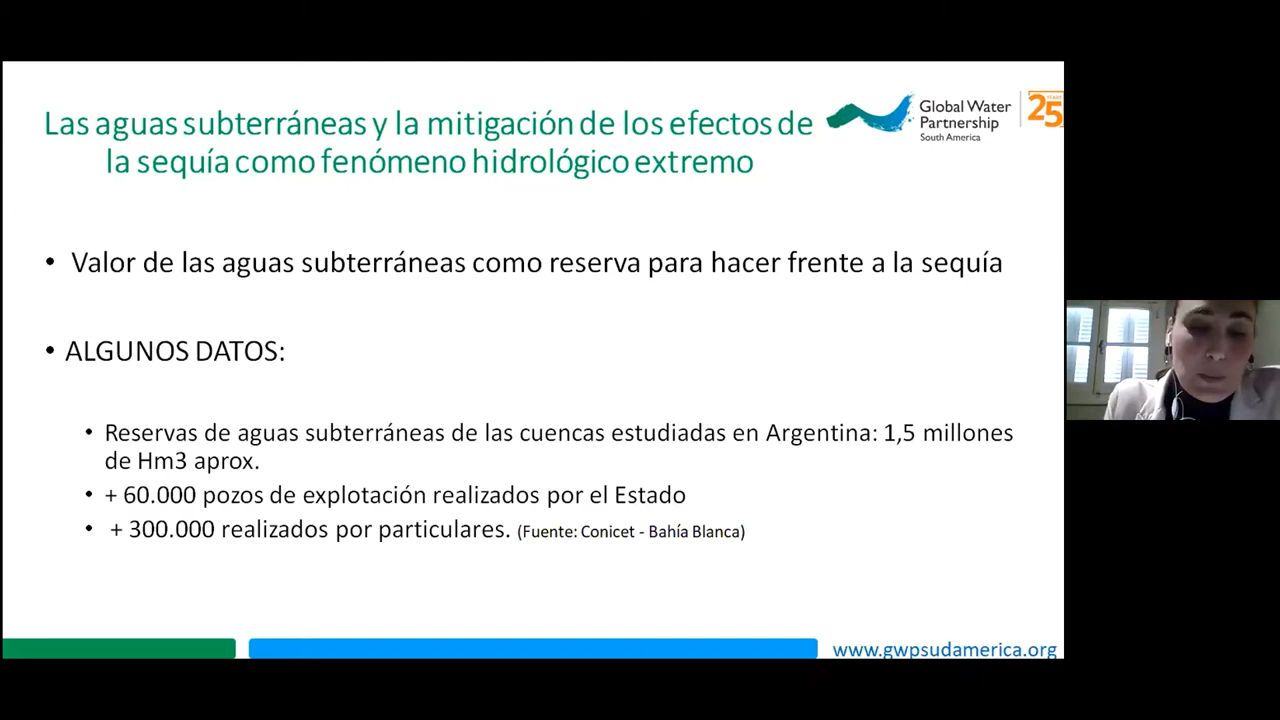 Las aguas subterráneas y la mitigación de los efectos de
la sequía como fenómeno hidrológico extremo
Global Water
Partnership
South America
25
• Valor de las aguas subterráneas como reserva para hacer frente a la sequía
• ALGUNOS DATOS:
• Reservas de aguas subterráneas de las cuencas estudiadas en Argentina: 1,5 millones
de Hm3 aprox.
• + 60.000 pozos de explotación realizados por el Estado
• + 300.000 realizados por particulares. (Fuente: Conicet - Bahía Blanca)
www.gwpsudamerica.org